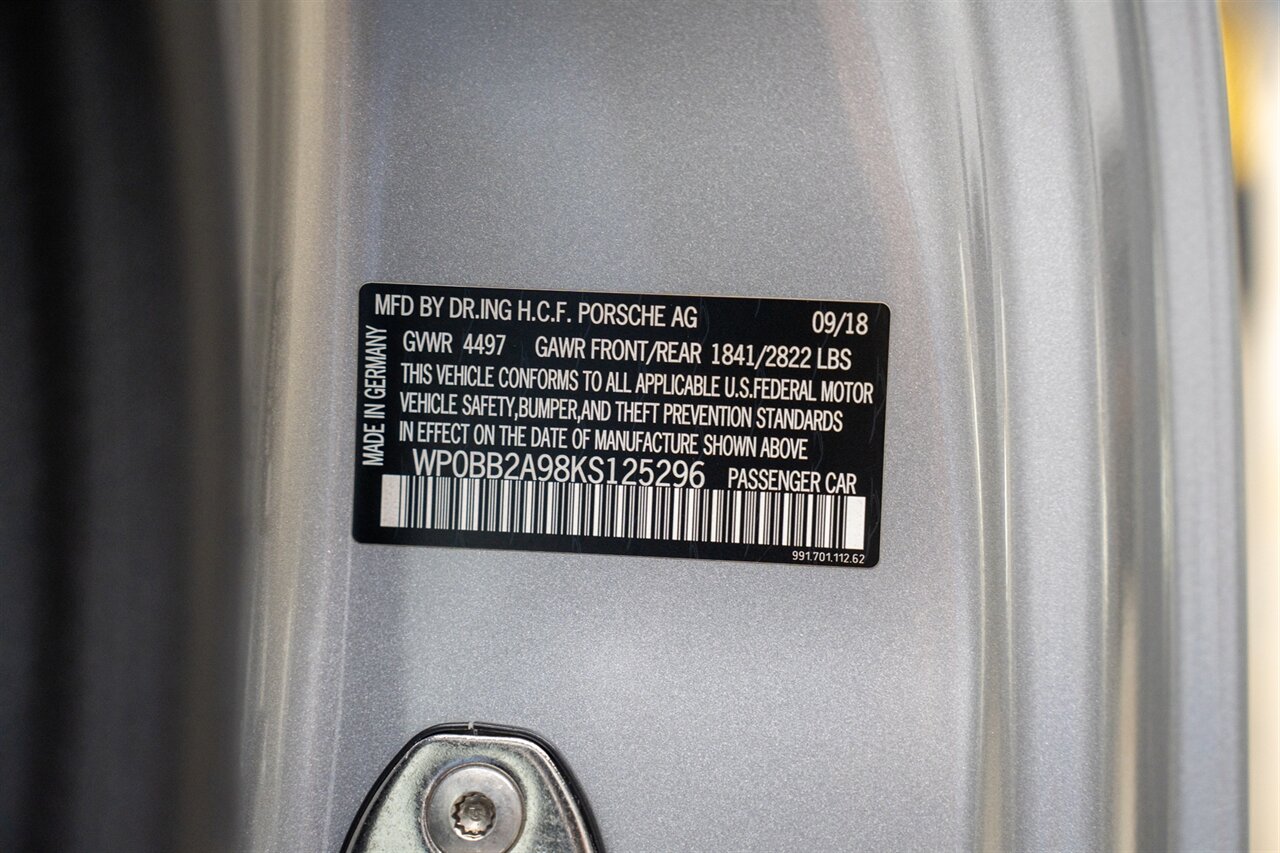 MFD BY DR.ING H.C.F. PORSCHE AG 09/18
MADE IN GERMANY
GVWR 4497 GAWR FRONT/REAR 1841/2822 LBS
THIS VEHICLE CONFORMS TO ALL APPLICABLE U.S.FEDERAL MOTOR
VEHICLE SAFETY,BUMPER,AND THEFT PREVENTION STANDARDS
IN EFFECT ON THE DATE OF MANUFACTURE SHOWN ABOVE
WP0BB2A98KS125296 PASSENGER CAR
991.701.112.62